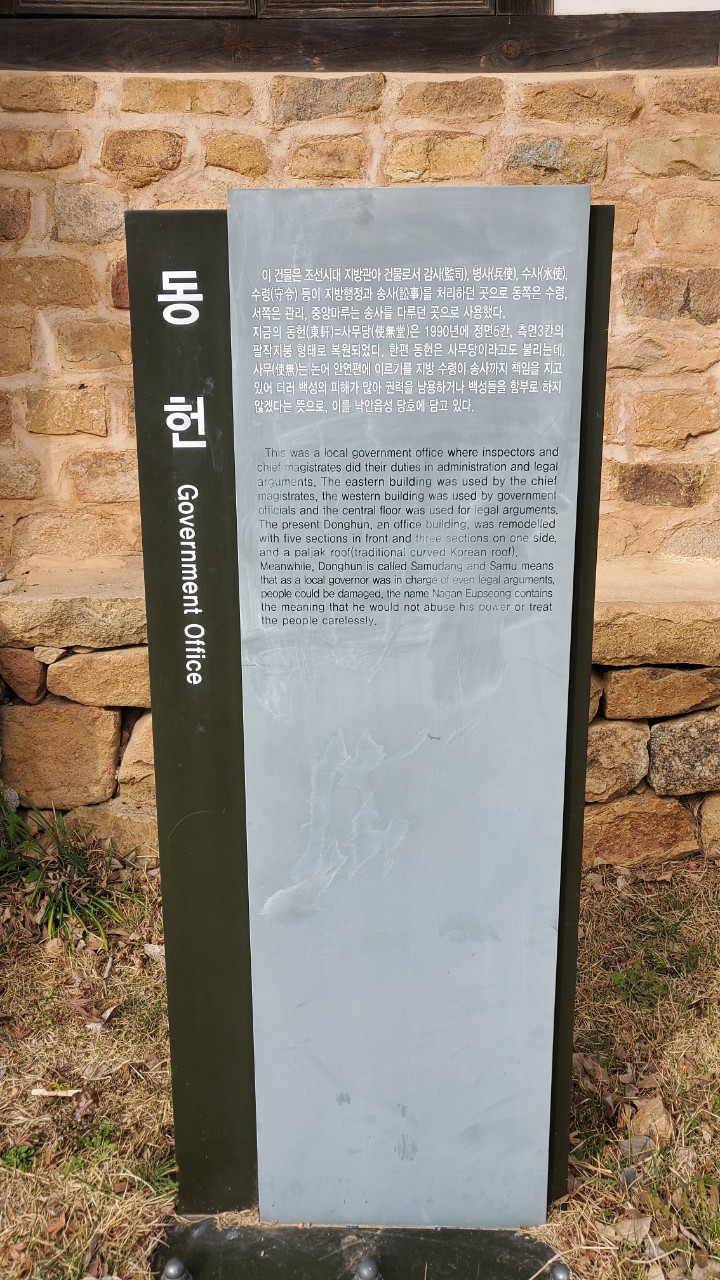 동헌
Government Office
이 건물은 조선시대 지방관아 건물로서 감사(監司), 병사(兵使), 수사(水使),
수령(守令) 등이 지방행정과 송사(訟事)를 처리하던 곳으로 동쪽은 수령,
서쪽은 관리, 중앙마루는 송사를 다루던 곳으로 사용했다.
지금의 동헌(東軒)=사무당(使無堂)은 1990년에 정면5칸, 측면3칸의
팔작지붕 형태로 복원되었다. 한편 동헌은 사무당이라고도 불리는데,
사무(使無)는 논어 안연편에 이르기를 지방 수령이 송사까지 책임을 지고
있어 더러 백성의 피해가 많아 권력을 남용하거나 백성들을 함부로 하지
않겠다는 뜻으로, 이를 낙안읍성 당호에 담고 있다.
This was a local government office where inspectors and
chief magistrates did their duties in administration and legal
arguments. The eastern building was used by the chief
magistrates, the western building was used by government
officials and the central floor was used for legal arguments.
The present Donghun, an office building, was remodelled
with five sections in front and three sections on one side,
and a paljak roof(traditional curved Korean roof).
Meanwhile, Donghun is called Samudang and Samu means
that as a local governor was in charge of even legal arguments,
people could be damaged, the name Nagan Eupseong contains
the meaning that he would not abuse his power or treat
the people carelessly.